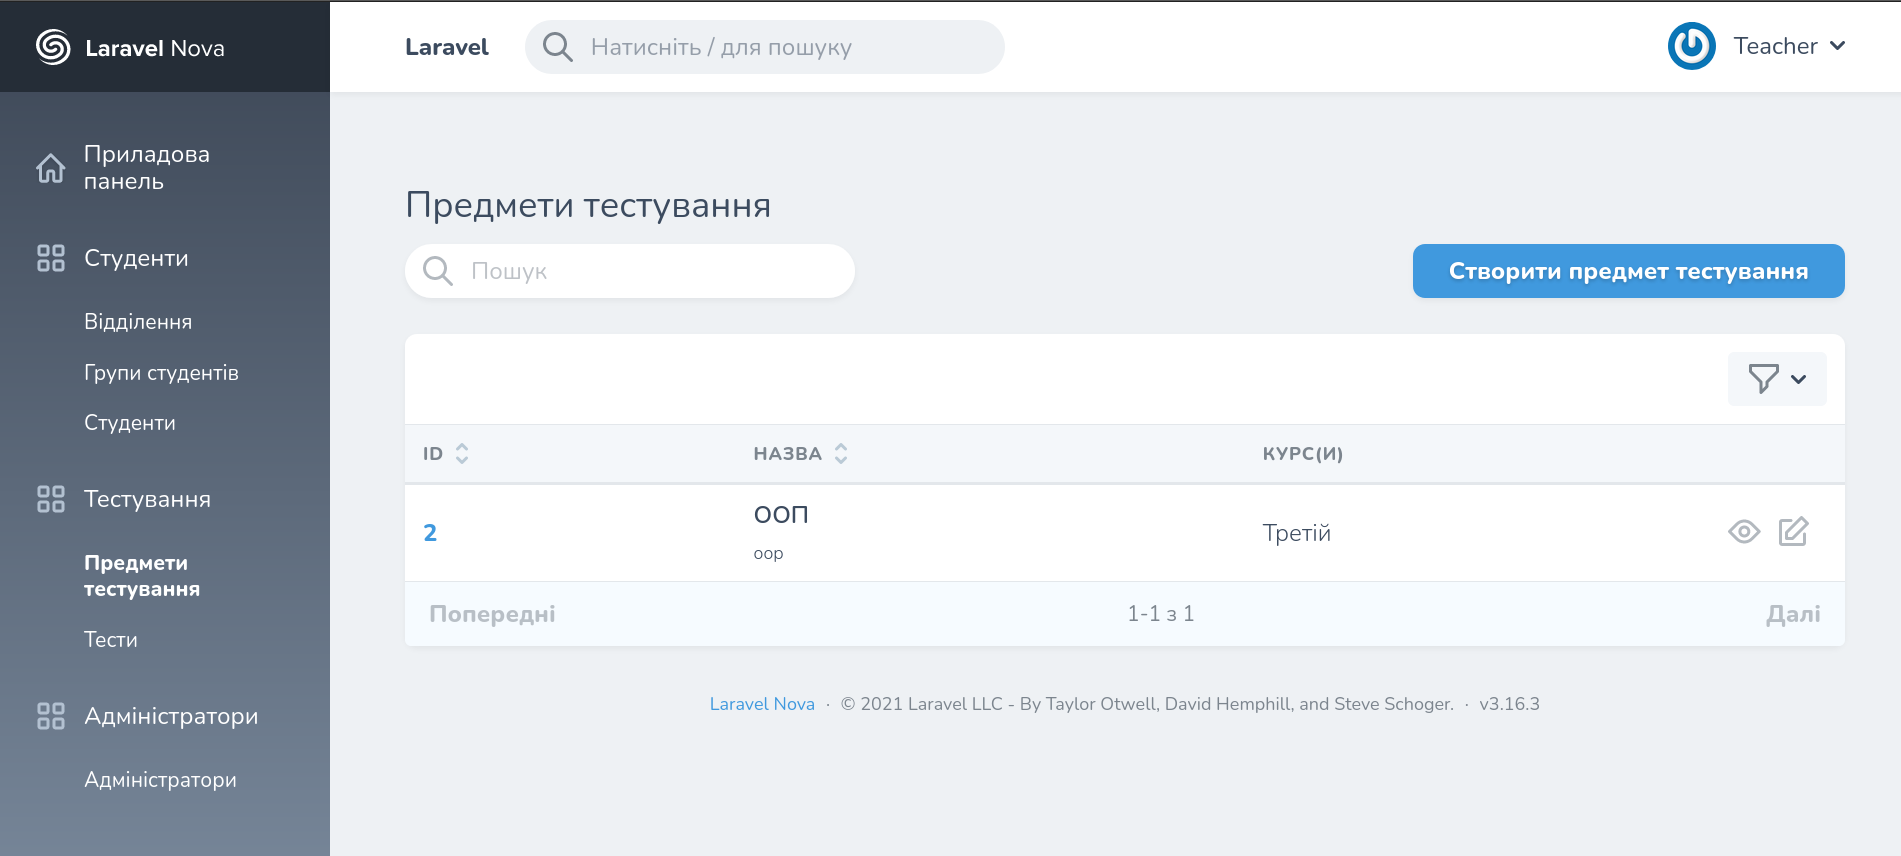 Laravel Nova
Laravel
Натисніть / для пошуку
Teacher
Приладова
панель
Студенти
Відділення
Групи студентів
Студенти
Тестування
Предмети
тестування
Тести
Адміністратори
Адміністратори
Предмети тестування
Пошук
Створити предмет тестування
ID
НАЗВА
КУРС(И)
2
ООП
oop
Третій
Попередні
1-1 з 1
Далі
Laravel Nova · © 2021 Laravel LLC - By Taylor Otwell, David Hemphill, and Steve Schoger. · v3.16.3